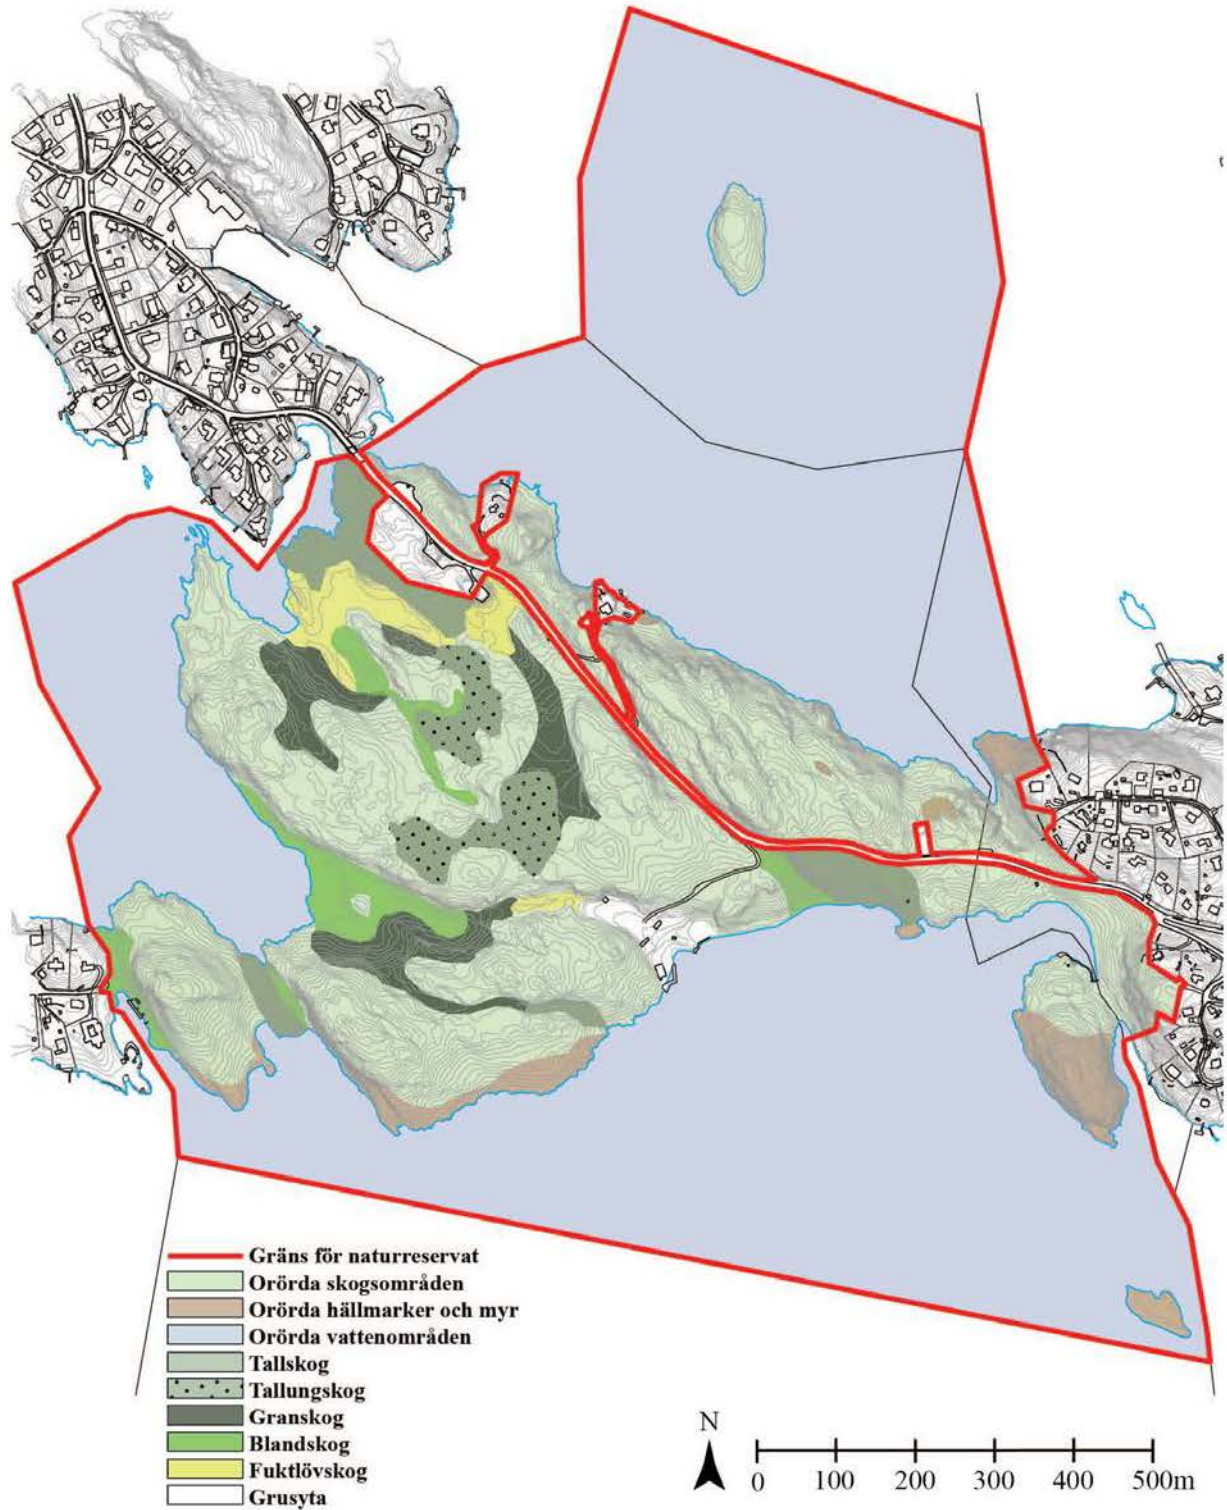 Gräns för naturreservat
Orörda skogsområden
Orörda hällmarker och myr
Orörda vattenområden
Tallskog
Tallungskog
Granskog
Blandskog
Fuktlövskog
Grusyta
N
0 100 200 300 400 500m